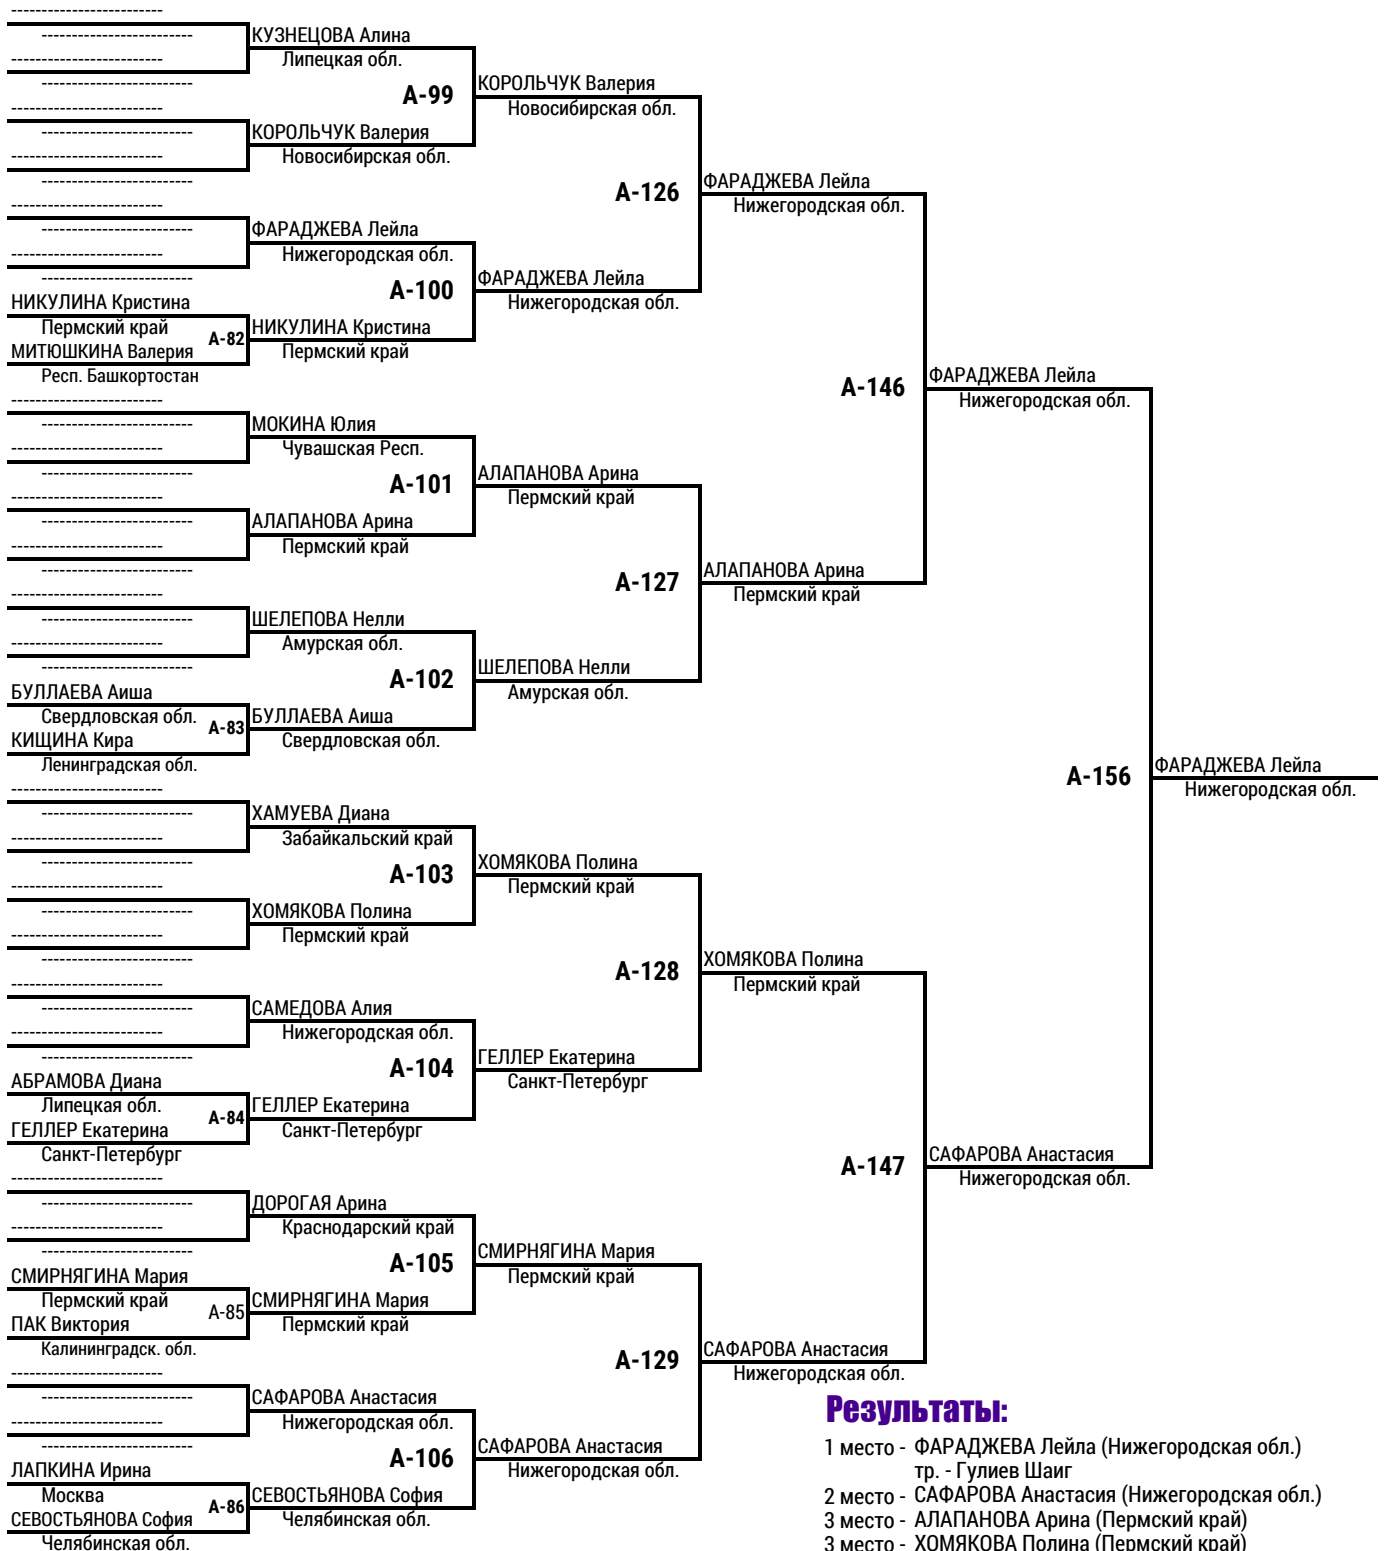 -------------------------
-------------------------
КУЗНЕЦОВА Алина
-------------------------
Липецкая обл.
-------------------------
А-99
КОРОЛЬЧУК Валерия
-------------------------
Новосибирская обл.
-------------------------
КОРОЛЬЧУК Валерия
-------------------------
Новосибирская обл.
-------------------------
А-126
ФАРАДЖЕВА Лейла
-------------------------
Нижегородская обл.
-------------------------
ФАРАДЖЕВА Лейла
-------------------------
Нижегородская обл.
-------------------------
А-100
ФАРАДЖЕВА Лейла
НИКУЛИНА Кристина
Нижегородская обл.
Пермский край
А-82
НИКУЛИНА Кристина
МИТЮШКИНА Валерия
Пермский край
Респ. Башкортостан
А-146
ФАРАДЖЕВА Лейла
-------------------------
Нижегородская обл.
-------------------------
МОКИНА Юлия
-------------------------
Чувашская Респ.
-------------------------
А-101
АЛАПАНОВА Арина
-------------------------
Пермский край
-------------------------
АЛАПАНОВА Арина
-------------------------
Пермский край
-------------------------
А-127
АЛАПАНОВА Арина
-------------------------
Пермский край
-------------------------
ШЕЛЕПОВА Нелли
-------------------------
Амурская обл.
-------------------------
А-102
ШЕЛЕПОВА Нелли
БУЛЛАЕВА Аиша
Амурская обл.
Свердловская обл.
А-83
БУЛЛАЕВА Аиша
КИЩИНА Кира
Свердловская обл.
Ленинградская обл.
А-156
ФАРАДЖЕВА Лейла
-------------------------
Нижегородская обл.
-------------------------
ХАМУЕВА Диана
-------------------------
Забайкальский край
-------------------------
А-103
ХОМЯКОВА Полина
-------------------------
Пермский край
-------------------------
ХОМЯКОВА Полина
-------------------------
Пермский край
-------------------------
А-128
ХОМЯКОВА Полина
-------------------------
Пермский край
-------------------------
САМЕДОВА Алия
-------------------------
Нижегородская обл.
-------------------------
А-104
ГЕЛЛЕР Екатерина
АБРАМОВА Диана
Санкт-Петербург
Липецкая обл.
А-84
ГЕЛЛЕР Екатерина
ГЕЛЛЕР Екатерина
Санкт-Петербург
Санкт-Петербург
А-147
САФАРОВА Анастасия
-------------------------
Нижегородская обл.
-------------------------
ДОРОГАЯ Арина
-------------------------
Краснодарский край
-------------------------
А-105
СМИРНЯГИНА Мария
СМИРНЯГИНА Мария
Пермский край
Пермский край
А-85
СМИРНЯГИНА Мария
ПАК Виктория
Пермский край
Калининградск. обл.
А-129
САФАРОВА Анастасия
-------------------------
Нижегородская обл.
-------------------------
САФАРОВА Анастасия
-------------------------
Нижегородская обл.
-------------------------
А-106
САФАРОВА Анастасия
ЛАПКИНА Ирина
Нижегородская обл.
Москва
А-86
СЕВОСТЬЯНОВА София
СЕВОСТЬЯНОВА София
Челябинская обл.
Челябинская обл.
Результаты:
1 место - ФАРАДЖЕВА Лейла (Нижегородская обл.)
тр. - Гулиев Шаиг
2 место - САФАРОВА Анастасия (Нижегородская обл.)
3 место - АЛАПАНОВА Арина (Пермский край)
3 место - ХОМЯКОВА Полина (Пермский край)